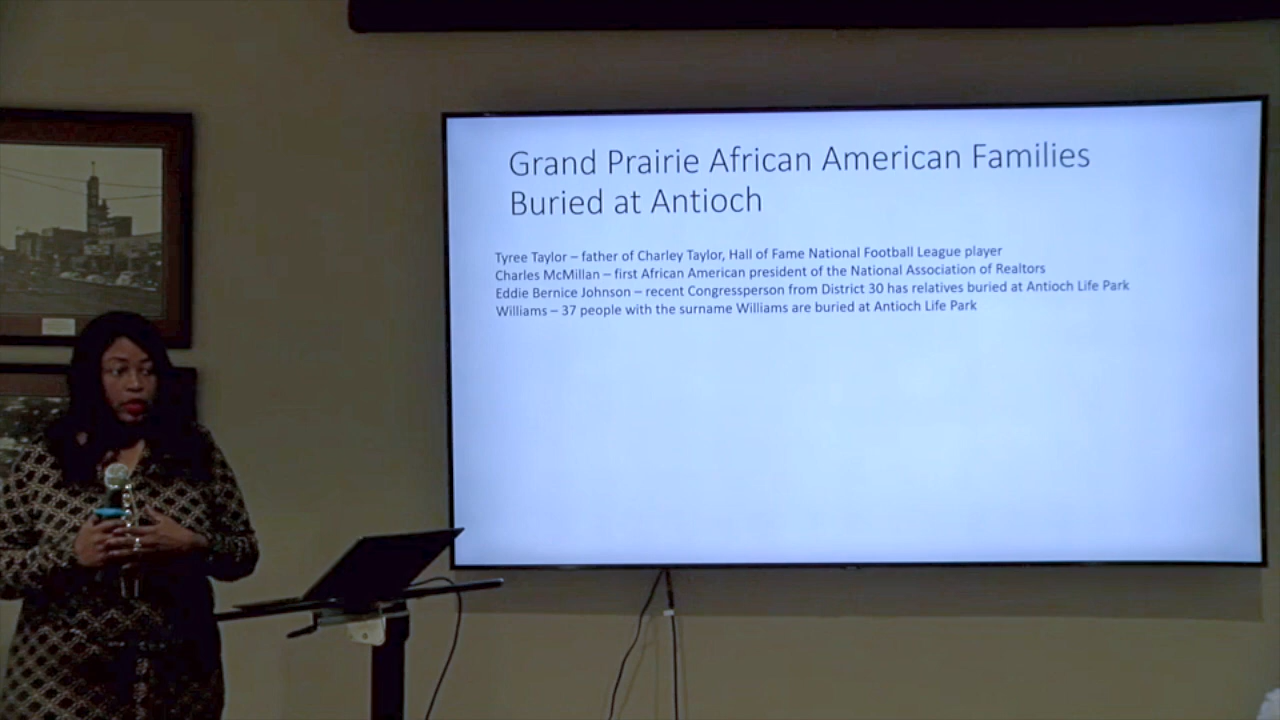 Grand Prairie African American Families
Buried at Antioch
Tyree Taylor – father of Charley Taylor, Hall of Fame National Football League player
Charles McMillan – first African American president of the National Association of Realtors
Eddie Bernice Johnson – recent Congressperson from District 30 has relatives buried at Antioch Life Park
Williams – 37 people with the surname Williams are buried at Antioch Life Park